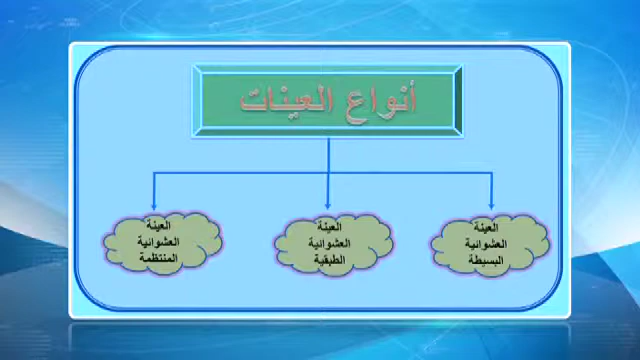 أنواع العينات
العينة
العشوائية
البسيطة
العينة
العشوائية
الطبقية
العينة
العشوائية
المنتظمة